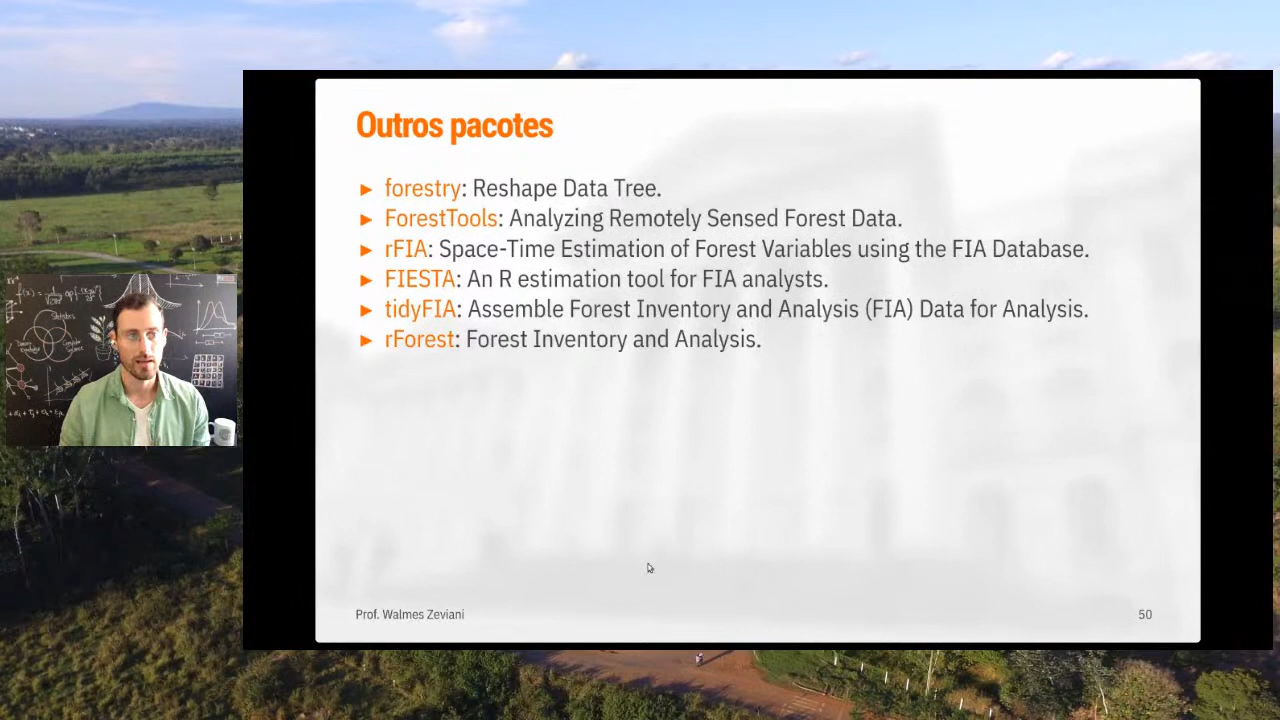 Outros pacotes
► forestry: Reshape Data Tree.
► ForestTools: Analyzing Remotely Sensed Forest Data.
► rFIA: Space-Time Estimation of Forest Variables using the FIA Database.
► FIESTA: An R estimation tool for FIA analysts.
► tidyFIA: Assemble Forest Inventory and Analysis (FIA) Data for Analysis.
► rForest: Forest Inventory and Analysis.
Prof. Walmes Zeviani
50
Statistics